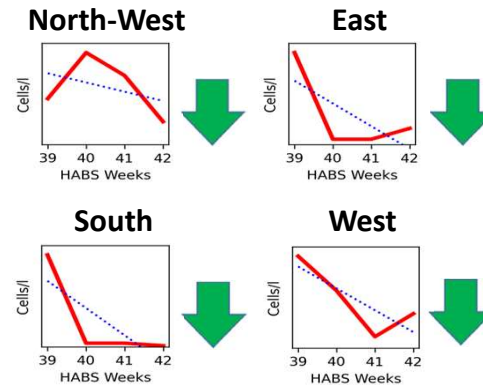 North-West
Cells/l
39 40 41 42
HABS Weeks
East
Cells/l
39 40 41 42
HABS Weeks
South
Cells/l
39 40 41 42
HABS Weeks
West
Cells/l
39 40 41 42
HABS Weeks